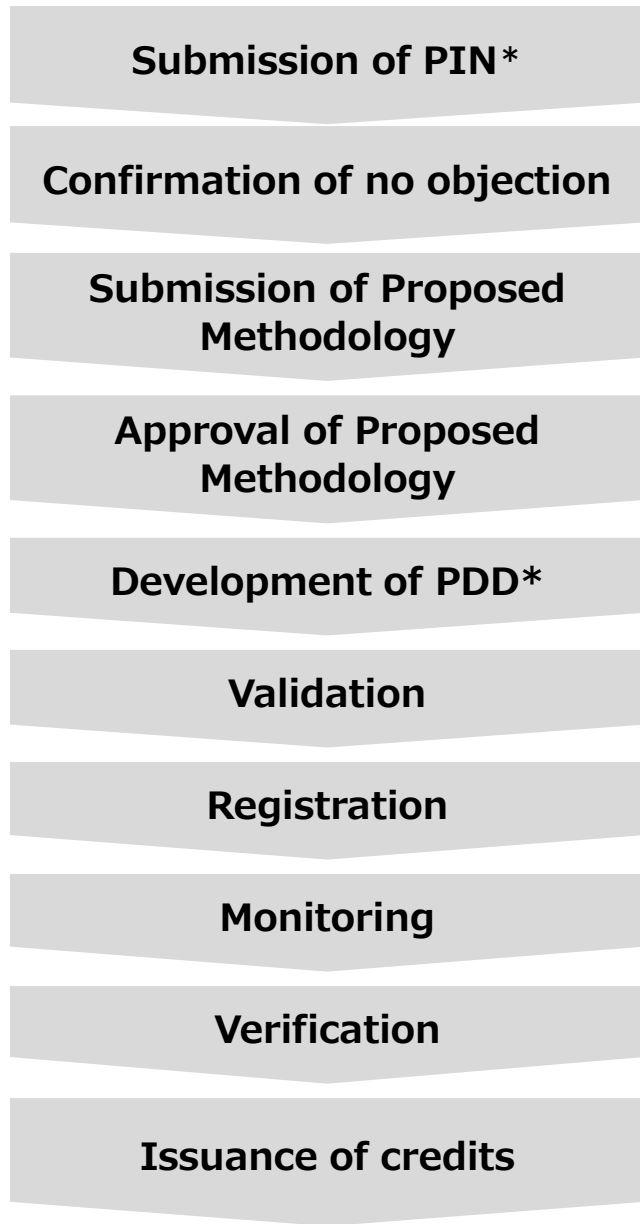 Submission of PIN*
Confirmation of no objection
Submission of Proposed
Methodology
Approval of Proposed
Methodology
Development of PDD*
Validation
Registration
Monitoring
Verification
Issuance of credits